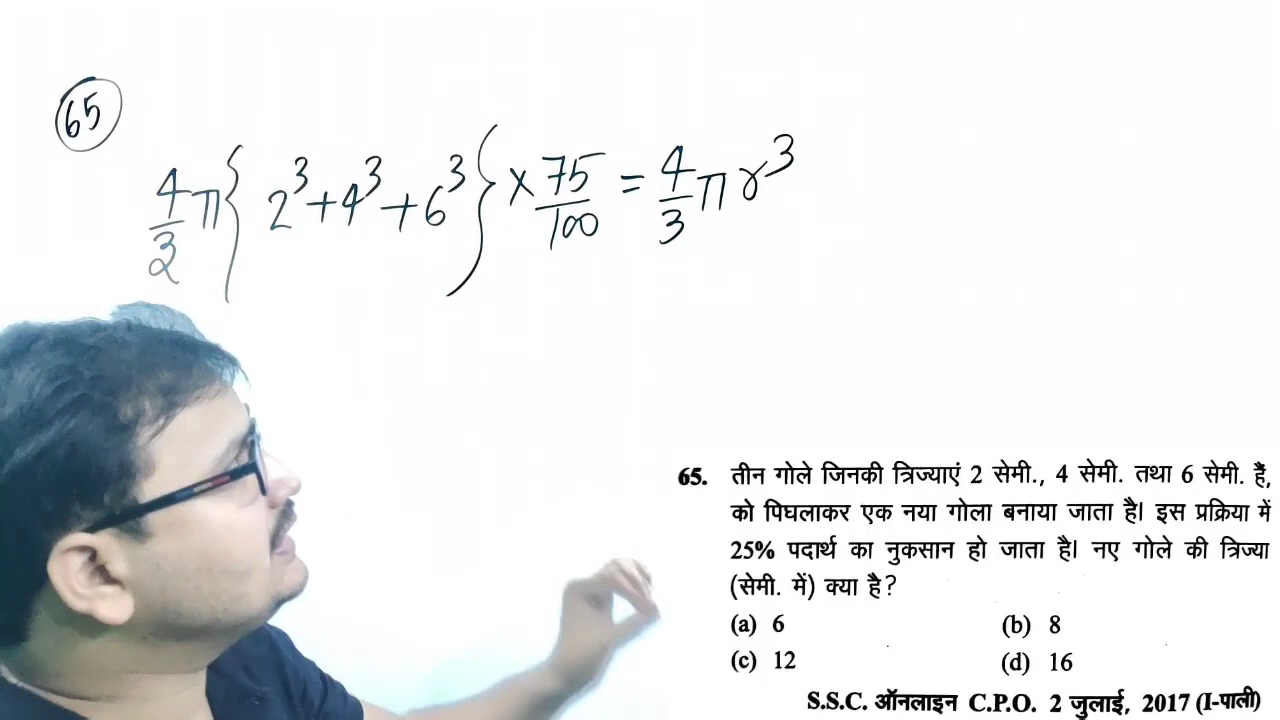 65
4/3 π { 2³ + 4³ + 6³ } × 75/100 = 4/3 π r³
65. तीन गोले जिनकी त्रिज्याएं 2 सेमी., 4 सेमी. तथा 6 सेमी. हैं,
को पिघलाकर एक नया गोला बनाया जाता है। इस प्रक्रिया में
25% पदार्थ का नुकसान हो जाता है। नए गोले की त्रिज्या
(सेमी. में) क्या है?
(a) 6 (b) 8
(c) 12 (d) 16
S.S.C. ऑनलाइन C.P.O. 2 जुलाई, 2017 (I-पाली)